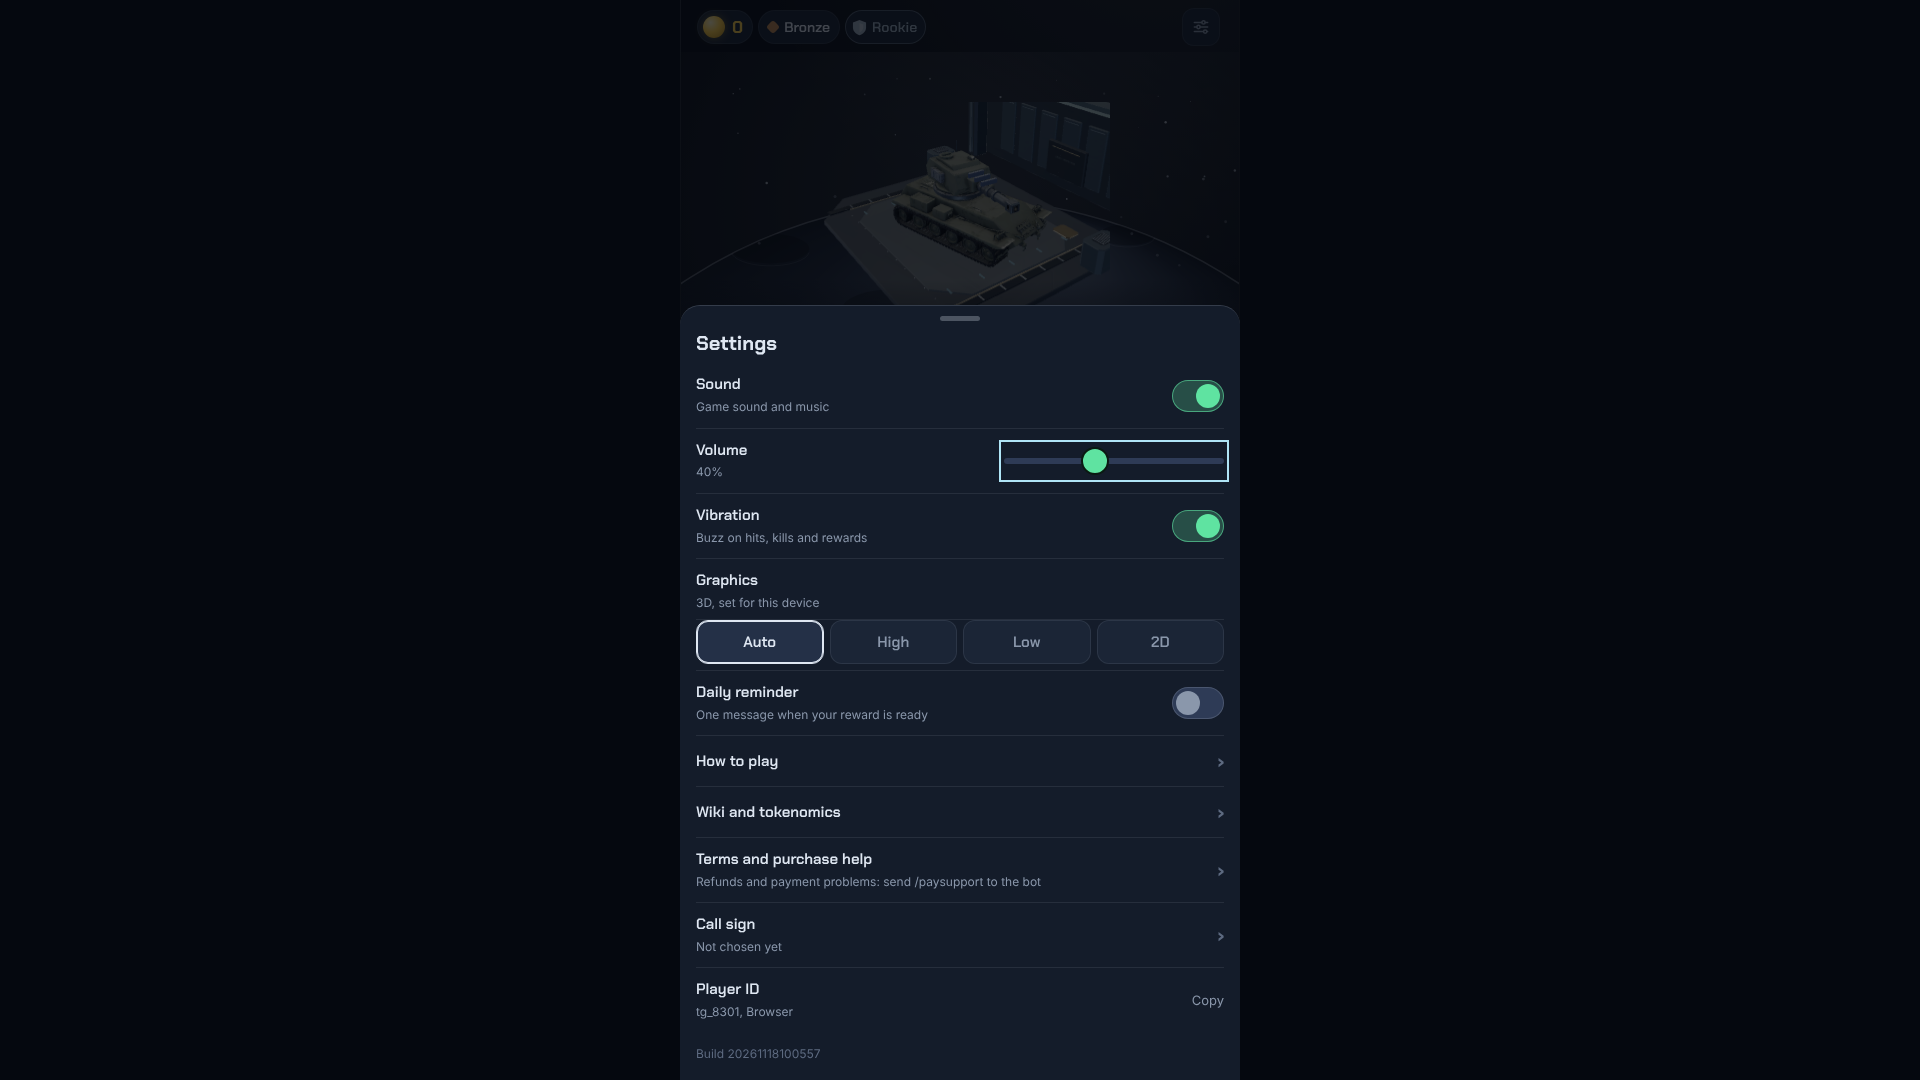 0 Bronze Rookie
Settings
Sound
Game sound and music
Volume
40%
Vibration
Buzz on hits, kills and rewards
Graphics
3D, set for this device
Auto High Low 2D
Daily reminder
One message when your reward is ready
How to play
Wiki and tokenomics
Terms and purchase help
Refunds and payment problems: send /paysupport to the bot
Call sign
Not chosen yet
Player ID
tg_8301, Browser
Copy
Build 20261118100557